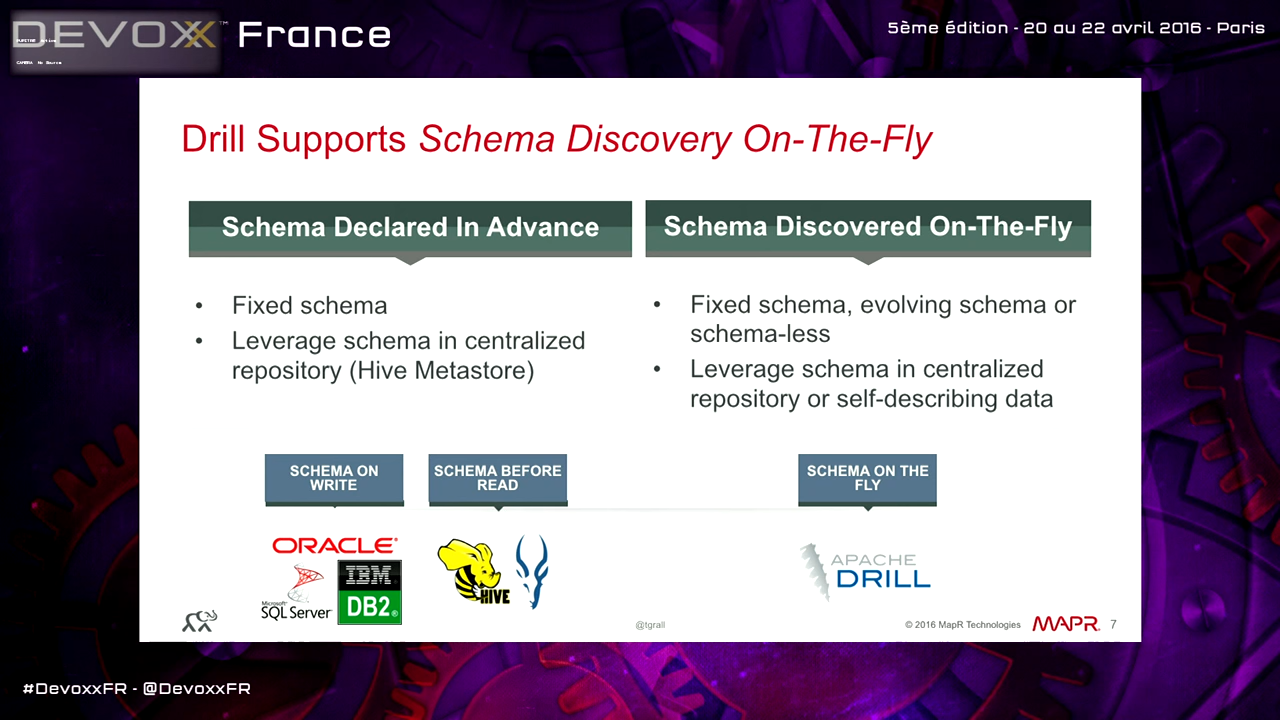 DEVOXX™ France
5ème édition - 20 au 22 avril 2016 - Paris
Drill Supports Schema Discovery On-The-Fly
Schema Declared In Advance
• Fixed schema
• Leverage schema in centralized
repository (Hive Metastore)
Schema Discovered On-The-Fly
• Fixed schema, evolving schema or
schema-less
• Leverage schema in centralized
repository or self-describing data
SCHEMA ON
WRITE
SCHEMA BEFORE
READ
SCHEMA ON THE
FLY
ORACLE®
Microsoft®
SQL Server
IBM
DB2®
HIVE
APACHE
DRILL
@tgrall
© 2016 MapR Technologies
MAPR®
7
#DevoxxFR - @DevoxxFR